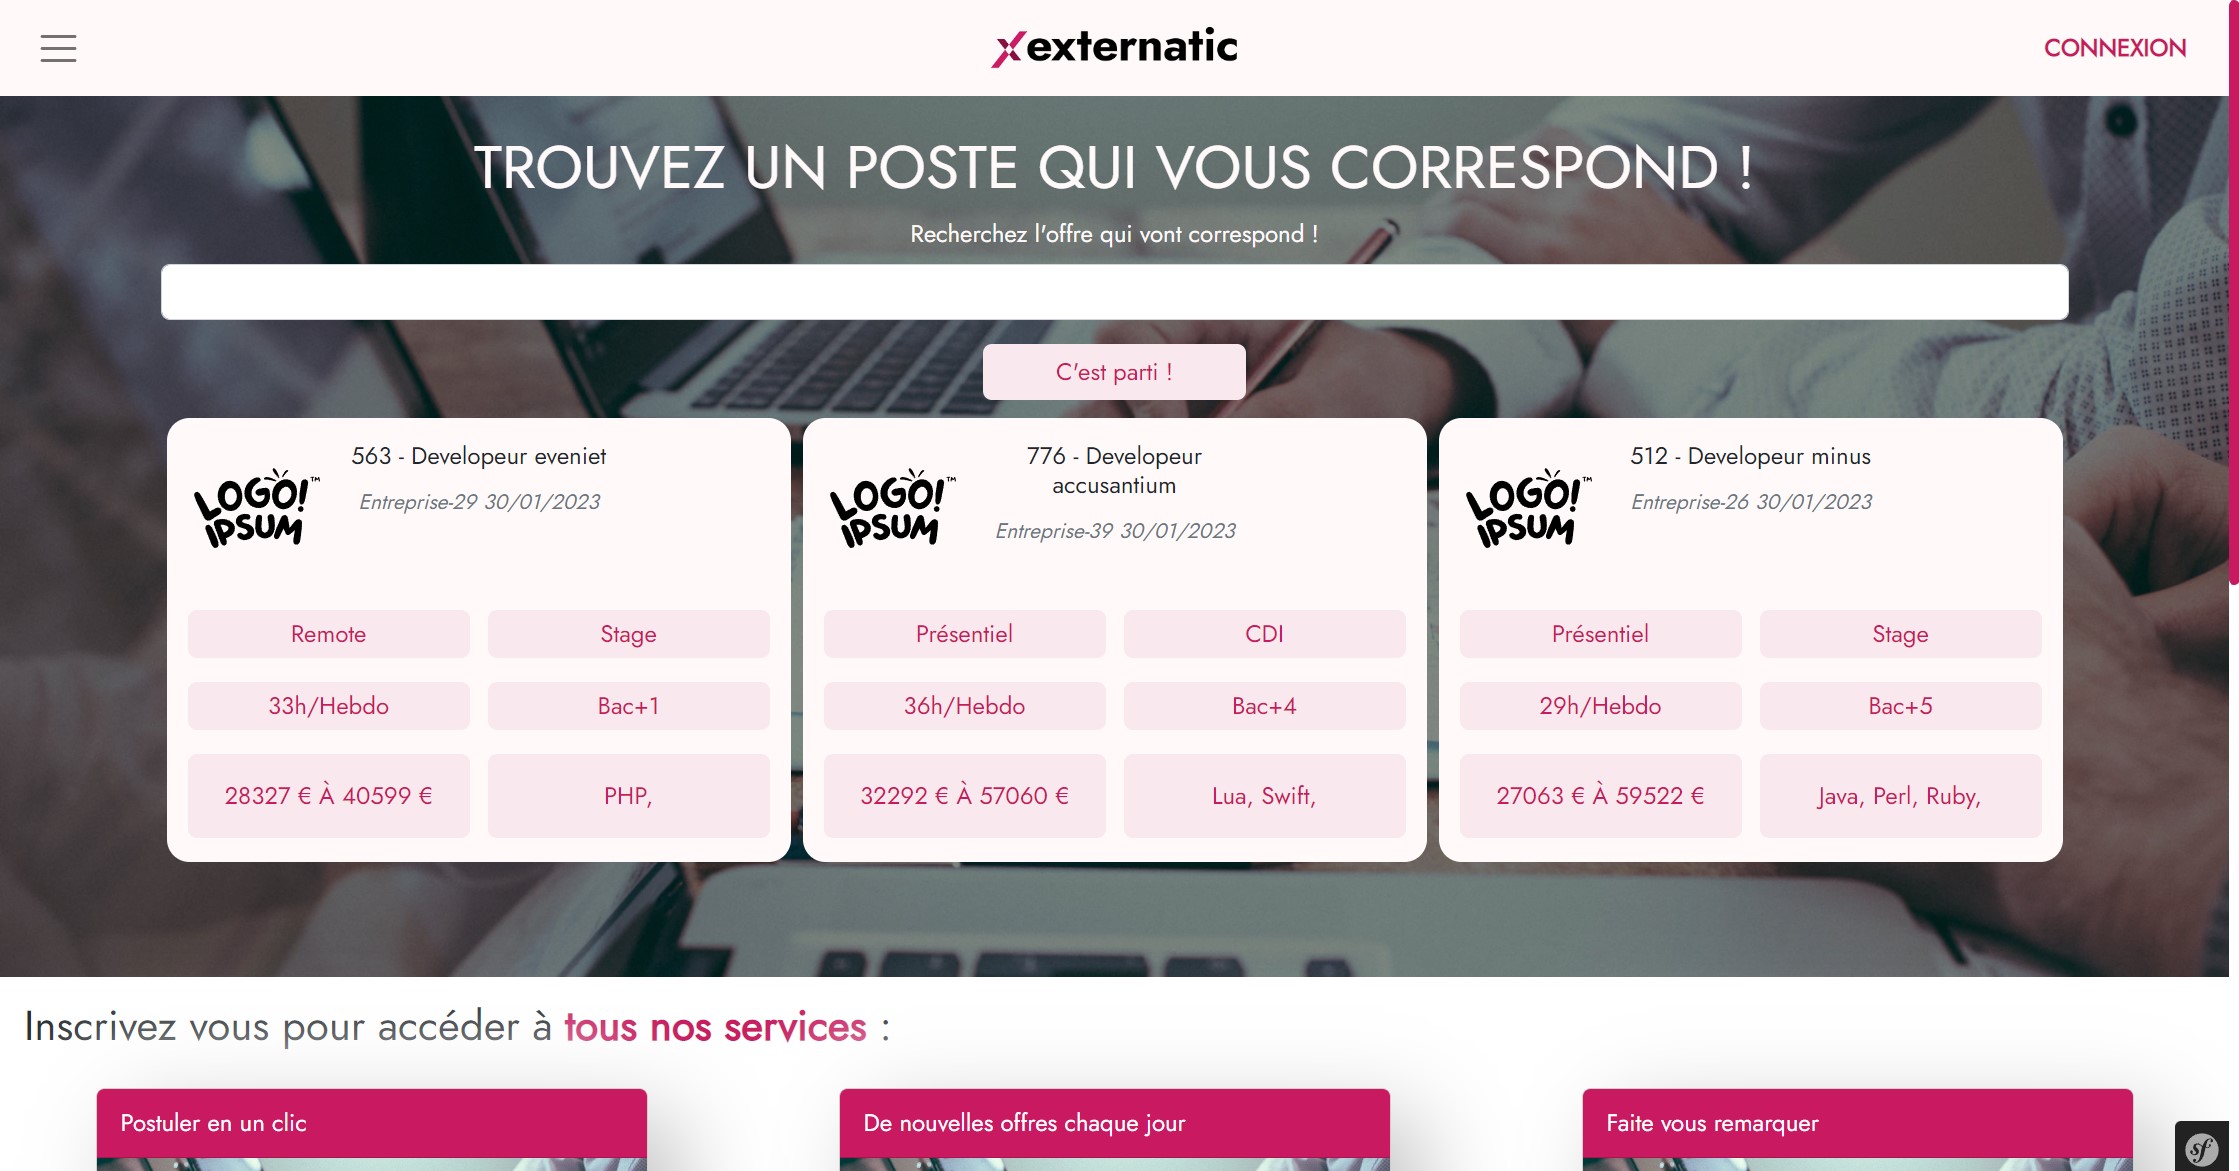 externatic
CONNEXION
TROUVEZ UN POSTE QUI VOUS CORRESPOND !
Recherchez l'offre qui vont correspond !
C'est parti !
563 - Developeur eveniet
Entreprise-29 30/01/2023
LOGO!™
IPSUM
Remote
Stage
33h/Hebdo
Bac+1
28327 € À 40599 €
PHP,
776 - Developeur
accusantium
Entreprise-39 30/01/2023
LOGO!™
IPSUM
Présentiel
CDI
36h/Hebdo
Bac+4
32292 € À 57060 €
Lua, Swift,
512 - Developeur minus
Entreprise-26 30/01/2023
LOGO!™
IPSUM
Présentiel
Stage
29h/Hebdo
Bac+5
27063 € À 59522 €
Java, Perl, Ruby,
Inscrivez vous pour accéder à tous nos services :
Postuler en un clic
De nouvelles offres chaque jour
Faite vous remarquer
sf